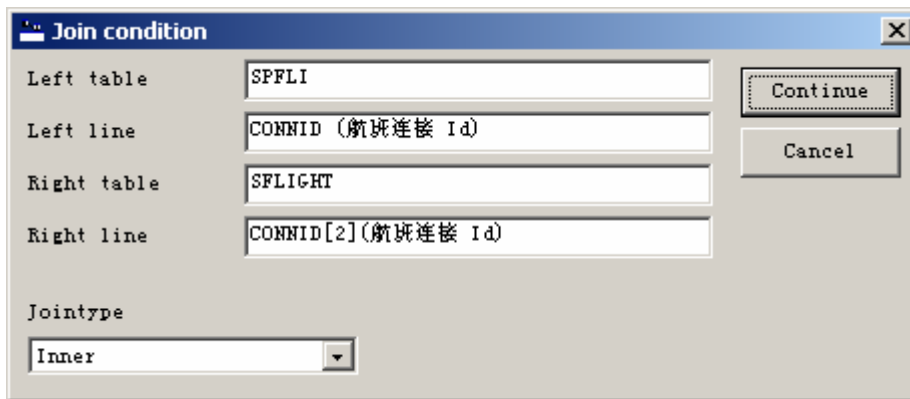 Join condition
Left table SPFLI
Continue
Left line CONNID (航班连接 Id)
Cancel
Right table SFLIGHT
Right line CONNID[2](航班连接 Id)
Jointype
Inner